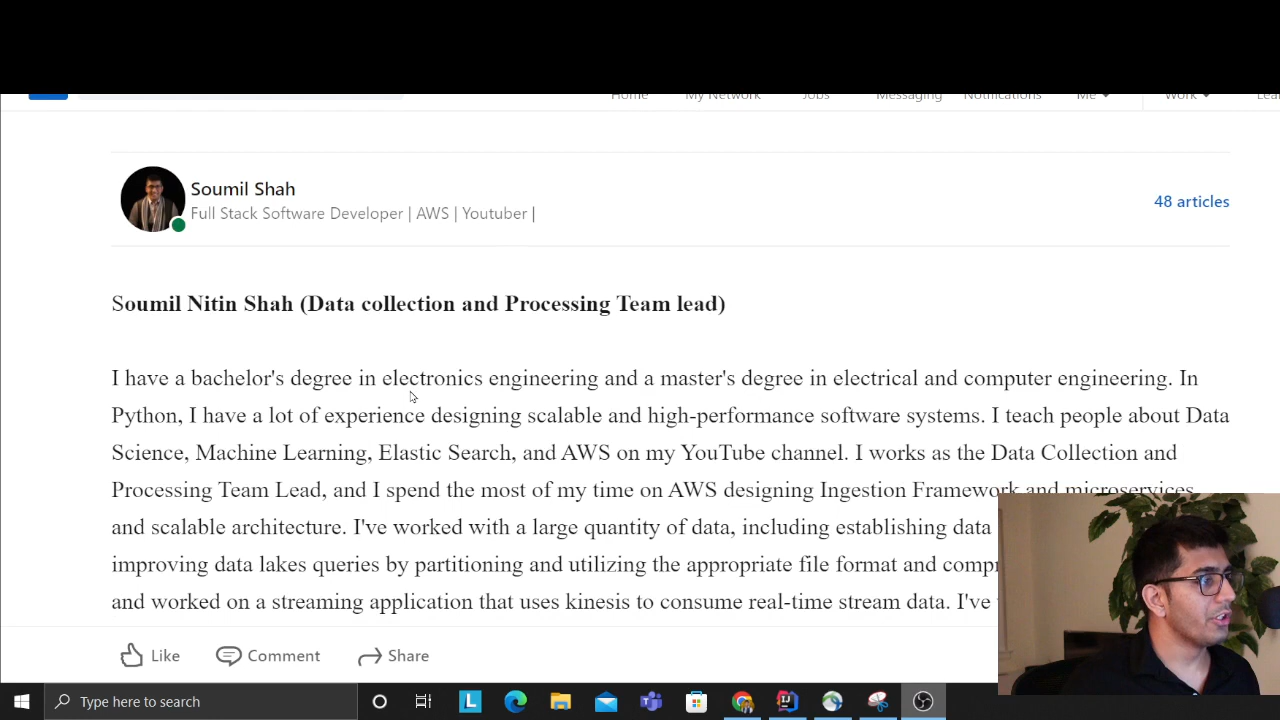 Home My Network Jobs Messaging Notifications Me Work
Soumil Shah
Full Stack Software Developer | AWS | Youtuber |
48 articles
Soumil Nitin Shah (Data collection and Processing Team lead)
I have a bachelor's degree in electronics engineering and a master's degree in electrical and computer engineering. In
Python, I have a lot of experience designing scalable and high-performance software systems. I teach people about Data
Science, Machine Learning, Elastic Search, and AWS on my YouTube channel. I works as the Data Collection and
Processing Team Lead, and I spend the most of my time on AWS designing Ingestion Framework and microservices
and scalable architecture. I've worked with a large quantity of data, including establishing data
improving data lakes queries by partitioning and utilizing the appropriate file format and
and worked on a streaming application that uses kinesis to consume real-time stream data. I've
Like Comment Share
Type here to search